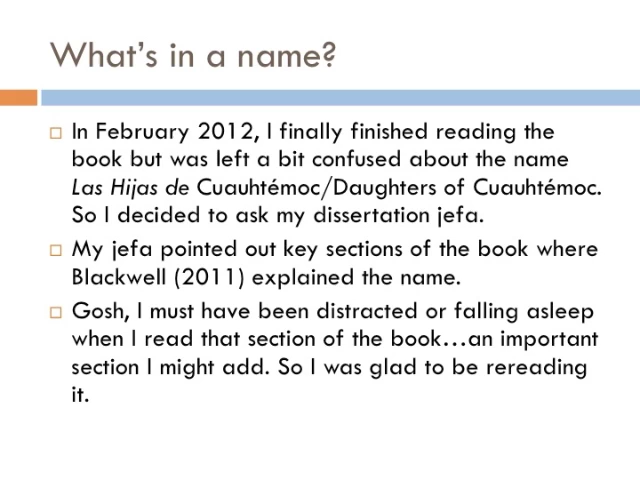 What’s in a name?
In February 2012, I finally finished reading the
book but was left a bit confused about the name
Las Hijas de Cuauhtémoc/Daughters of Cuauhtémoc.
So I decided to ask my dissertation jefa.
My jefa pointed out key sections of the book where
Blackwell (2011) explained the name.
Gosh, I must have been distracted or falling asleep
when I read that section of the book…an important
section I might add. So I was glad to be rereading
it.